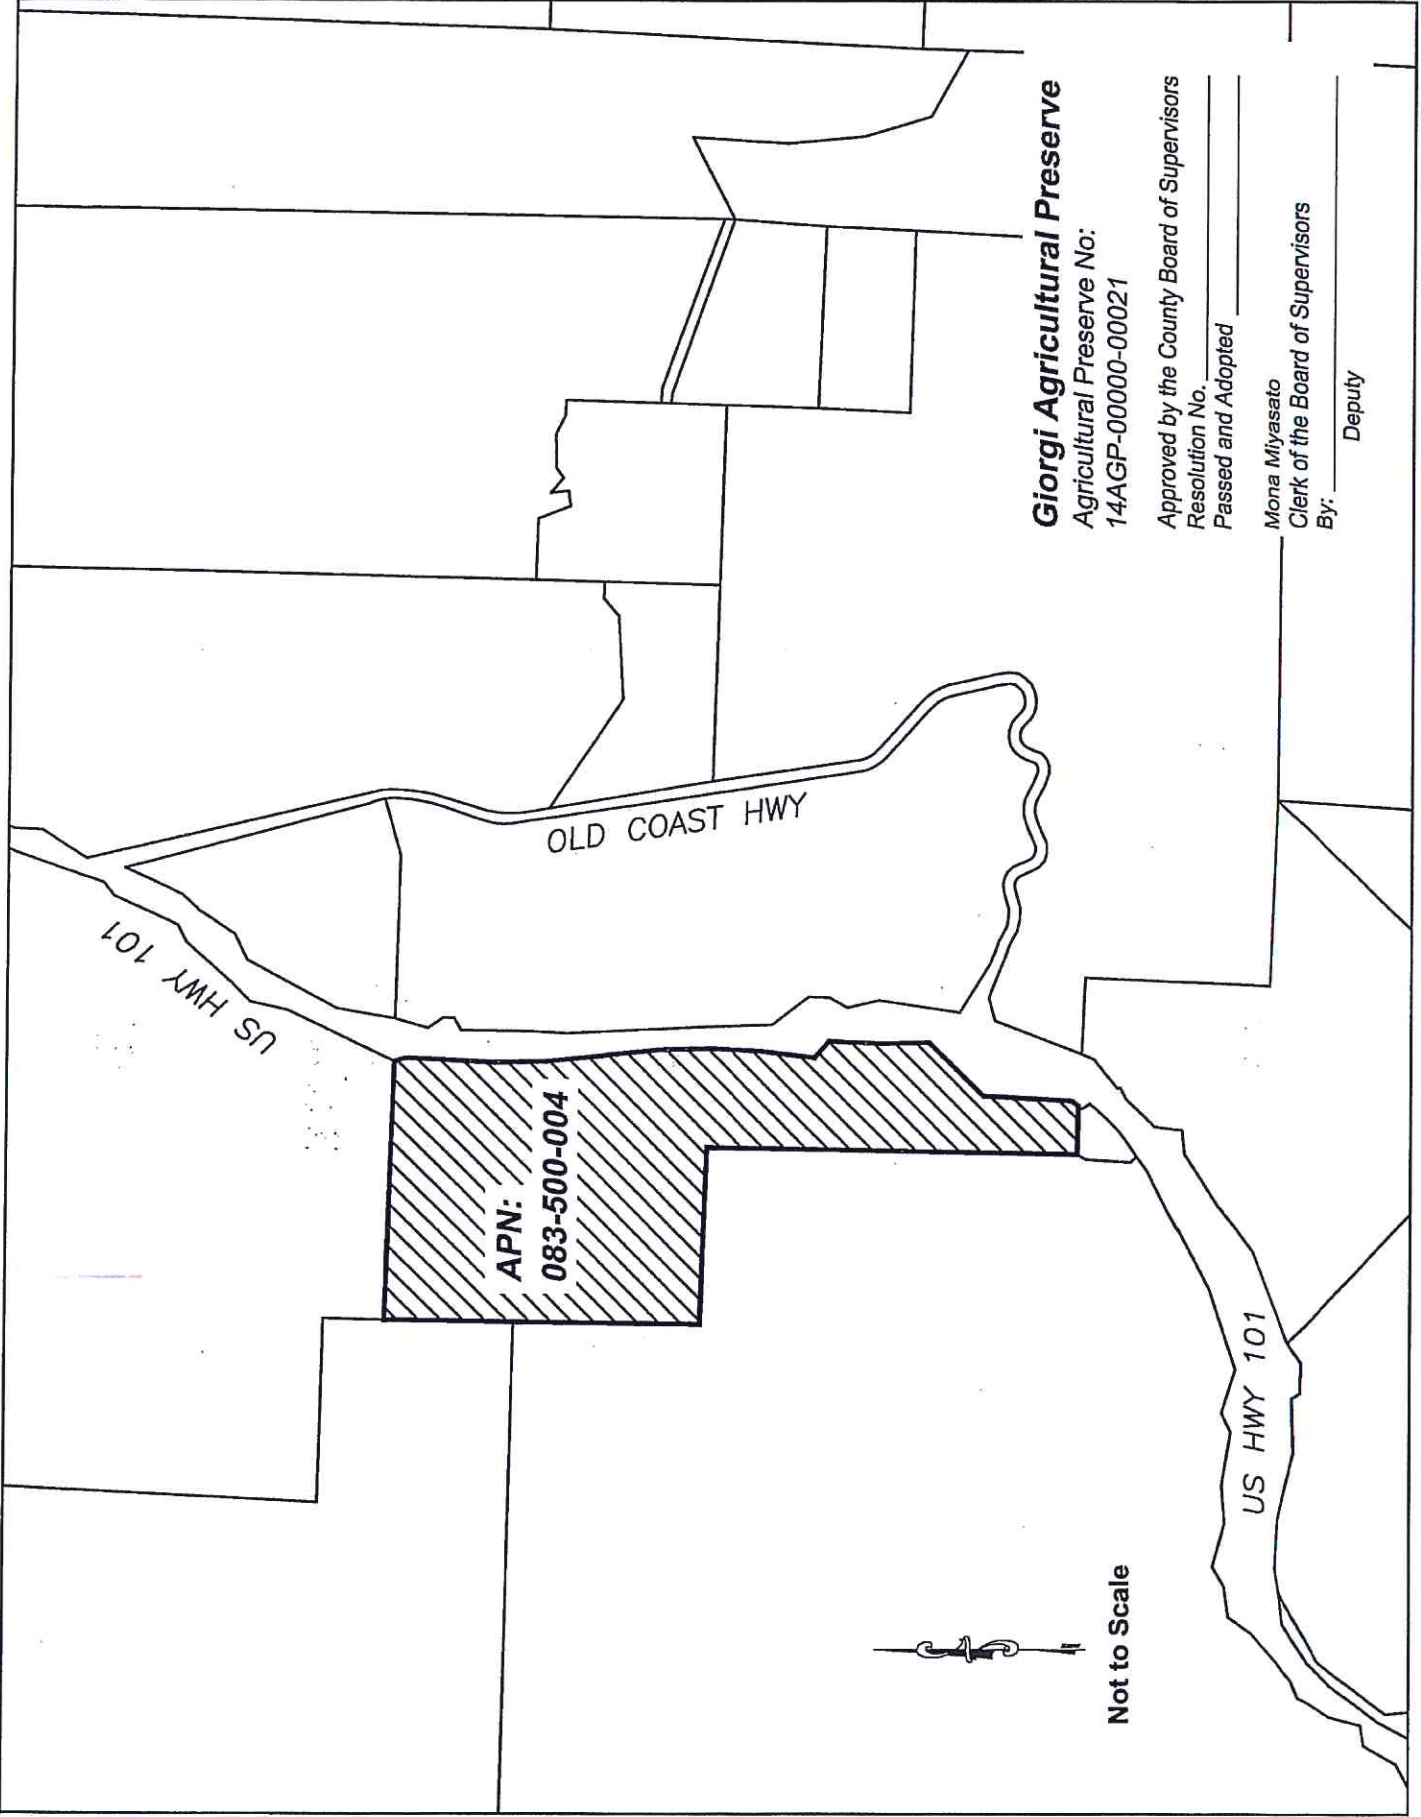 US HWY 101
OLD COAST HWY
APN:
083-500-004
US HWY 101
Not to Scale
Giorgi Agricultural Preserve
Agricultural Preserve No:
14AGP-00000-00021
Approved by the County Board of Supervisors
Resolution No.
Passed and Adopted
Mona Miyasato
Clerk of the Board of Supervisors
By:
Deputy